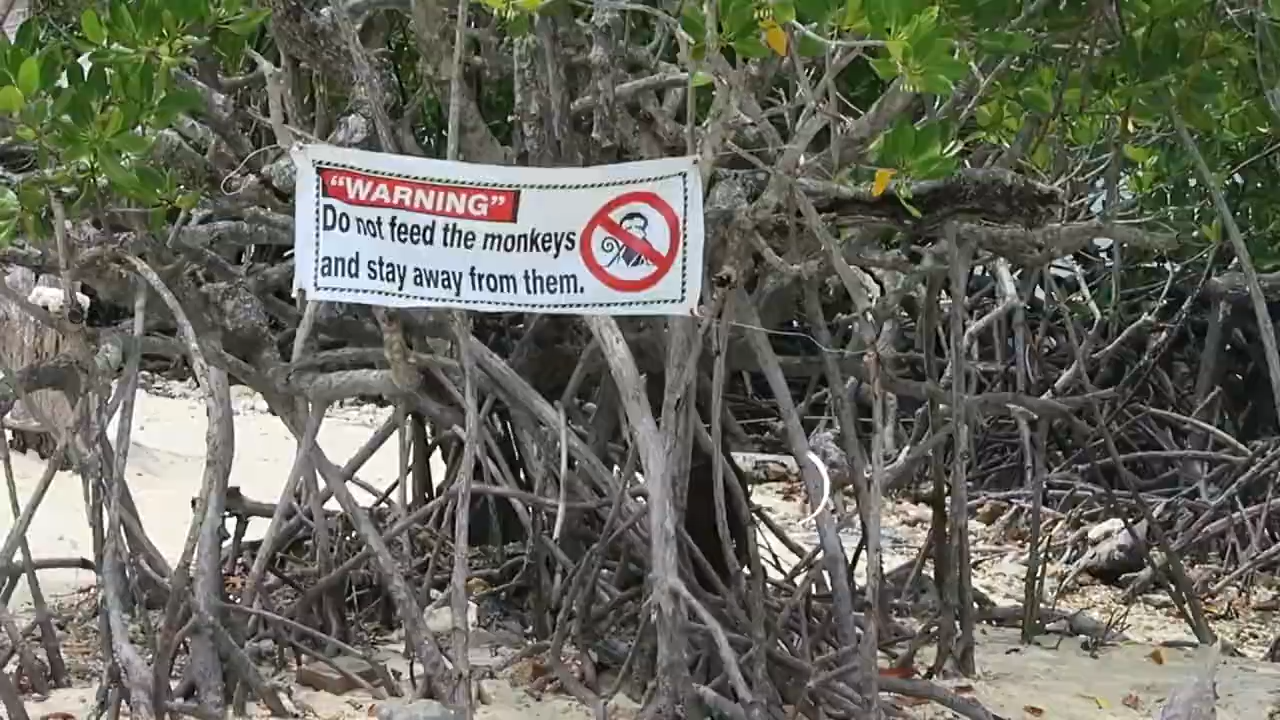 “WARNING”
Do not feed the monkeys
and stay away from them.